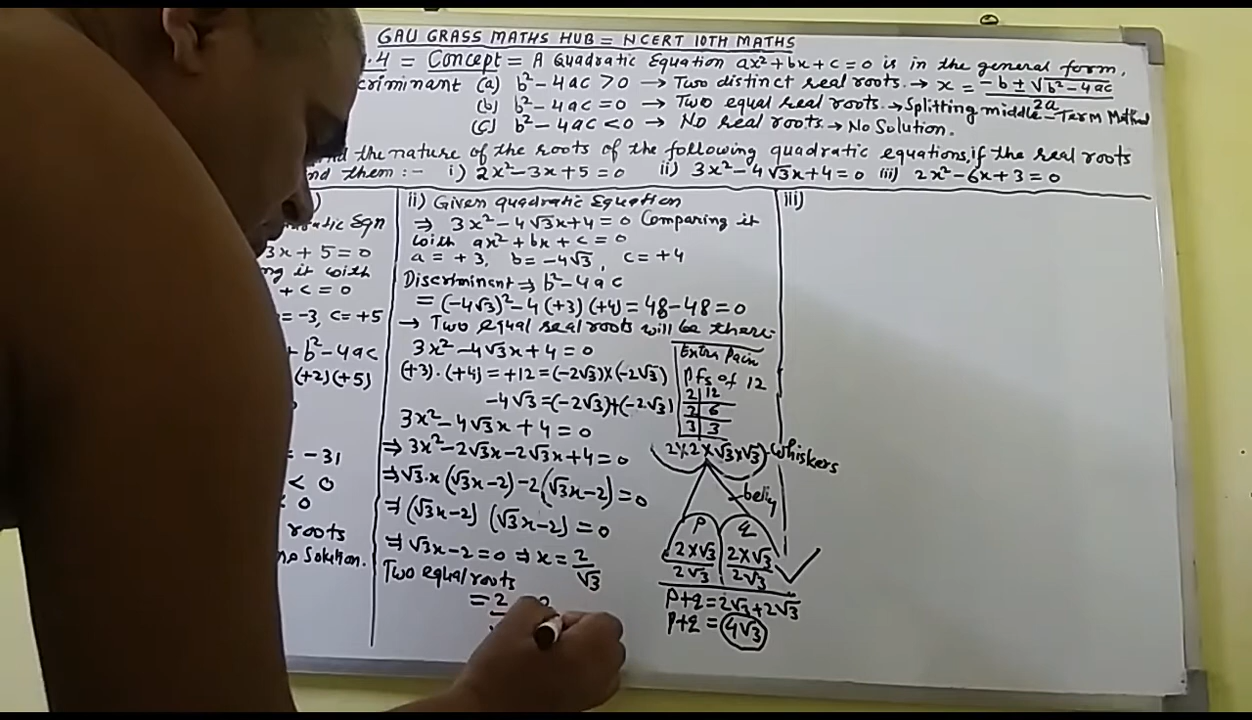 GAU GRASS MATHS HUB = NCERT 10TH MATHS
.4 = Concept = A Quadratic Equation ax²+bx+c=0 is in the general form,
criminant (a) b²-4ac>0 → Two distinct real roots. → x = -b ± √b²-4ac / 2a
(b) b²-4ac=0 → Two equal real roots. → Splitting middle-Term Method
(c) b²-4ac<0 → No real roots → No Solution.
nd the nature of the roots of the following quadratic equations, if the real roots
nd them :- i) 2x²-3x+5=0 ii) 3x²-4√3x+4=0 iii) 2x²-6x+3=0
)
atic Eqn
3x+5=0
ng it with
+c=0
=-3, c=+5
b²-4ac
(+2)(+5)
= -31
< 0
< 0
roots
no Solution.
ii) Given quadratic Equation
⇒ 3x²-4√3x+4=0 Comparing it
with ax²+bx+c=0
a=+3, b=-4√3, c=+4
Discriminant ⇒ b²-4ac
= (-4√3)²-4(+3)(+4) = 48-48=0
→ Two equal real roots will be there.
3x²-4√3x+4=0
(+3).(+4)=+12=(-2√3)×(-2√3)
-4√3=(-2√3)+(-2√3)
3x²-4√3x+4=0
⇒ 3x²-2√3x-2√3x+4=0
⇒ √3.x(√3x-2)-2(√3x-2)=0
⇒ (√3x-2)(√3x-2)=0
⇒ √3x-2=0 ⇒ x=2/√3
Two equal roots
= 2
Extra Pain
Pfs of 12
2|12
2|6
3|3
2×2×√3×√3 - Whiskers
belly
p q
2×√3 2×√3
2√3 2√3
p+q=2√3+2√3
p+q=4√3
iii)